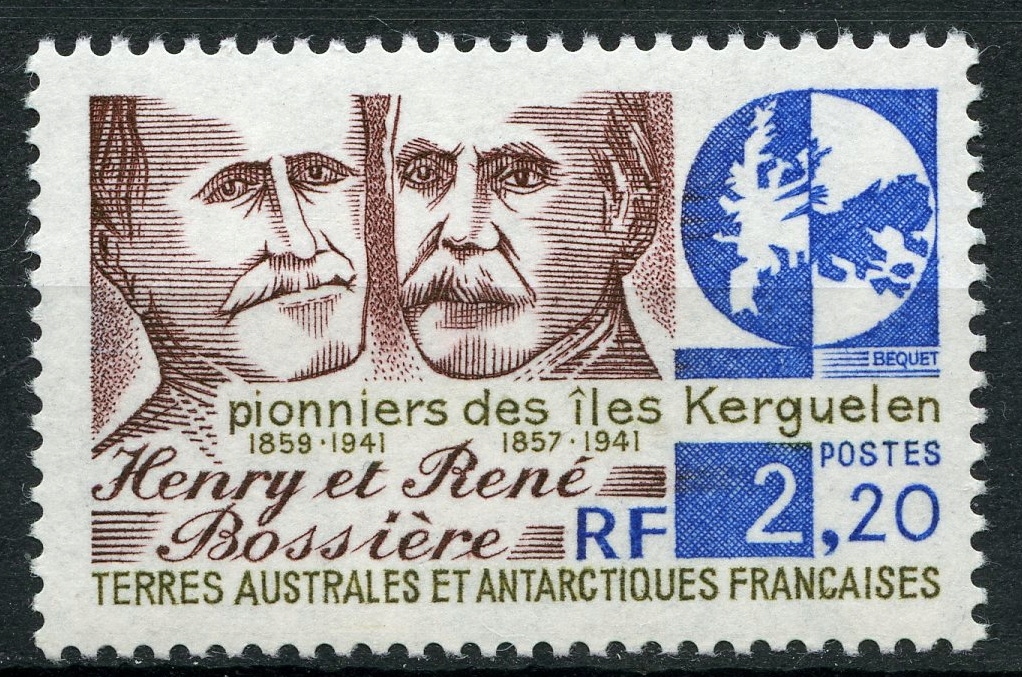 BEQUET
pionniers des îles Kerguelen
1859·1941 1857·1941
Henry et René
Bossière
POSTES
2,20
RF
TERRES AUSTRALES ET ANTARCTIQUES FRANÇAISES